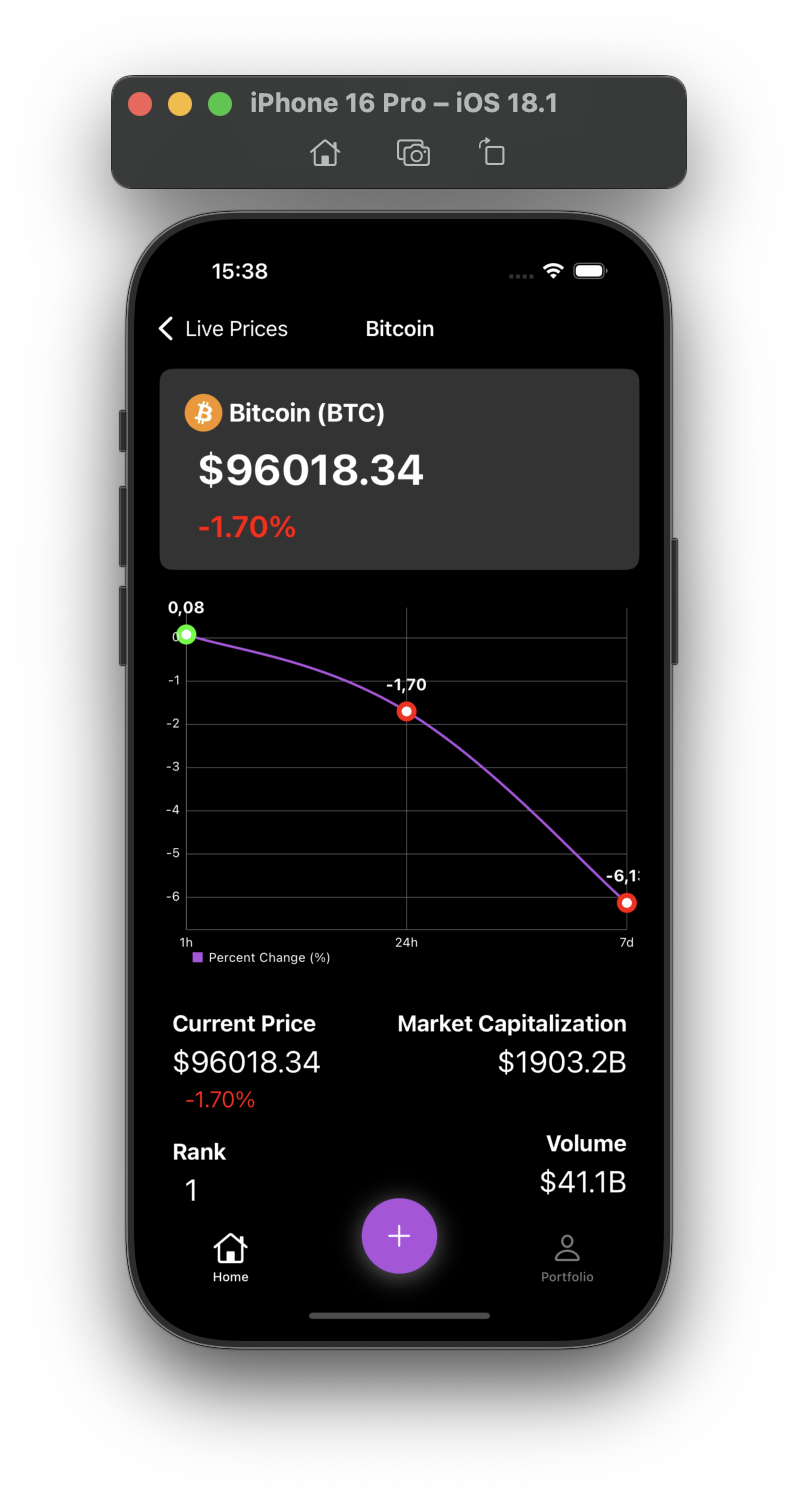 iPhone 16 Pro – iOS 18.1
15:38
Live Prices
Bitcoin
Bitcoin (BTC)
$96018.34
-1.70%
0,08
0
-1
-1,70
-2
-3
-4
-5
-6,1
-6
1h
24h
7d
Percent Change (%)
Current Price
Market Capitalization
$96018.34
$1903.2B
-1.70%
Rank
Volume
1
$41.1B
Home
Portfolio